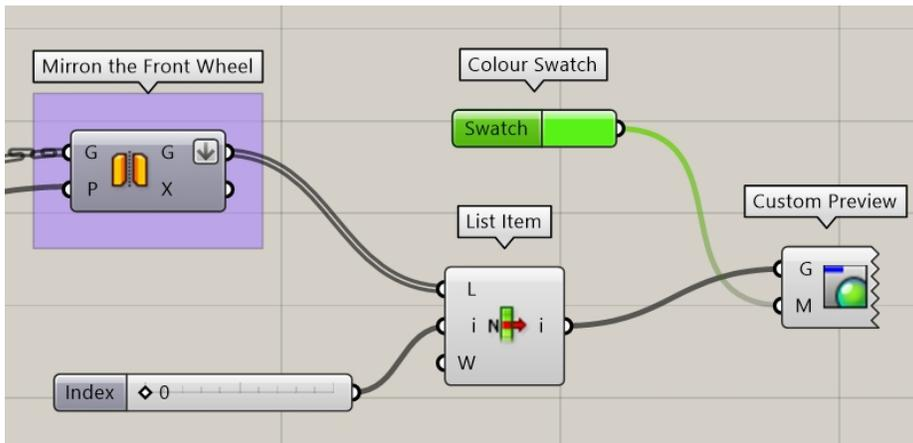 Mirron the Front Wheel
Colour Swatch
Swatch
G G
P X
List Item
Custom Preview
L
i N i
W
G
M
Index 0